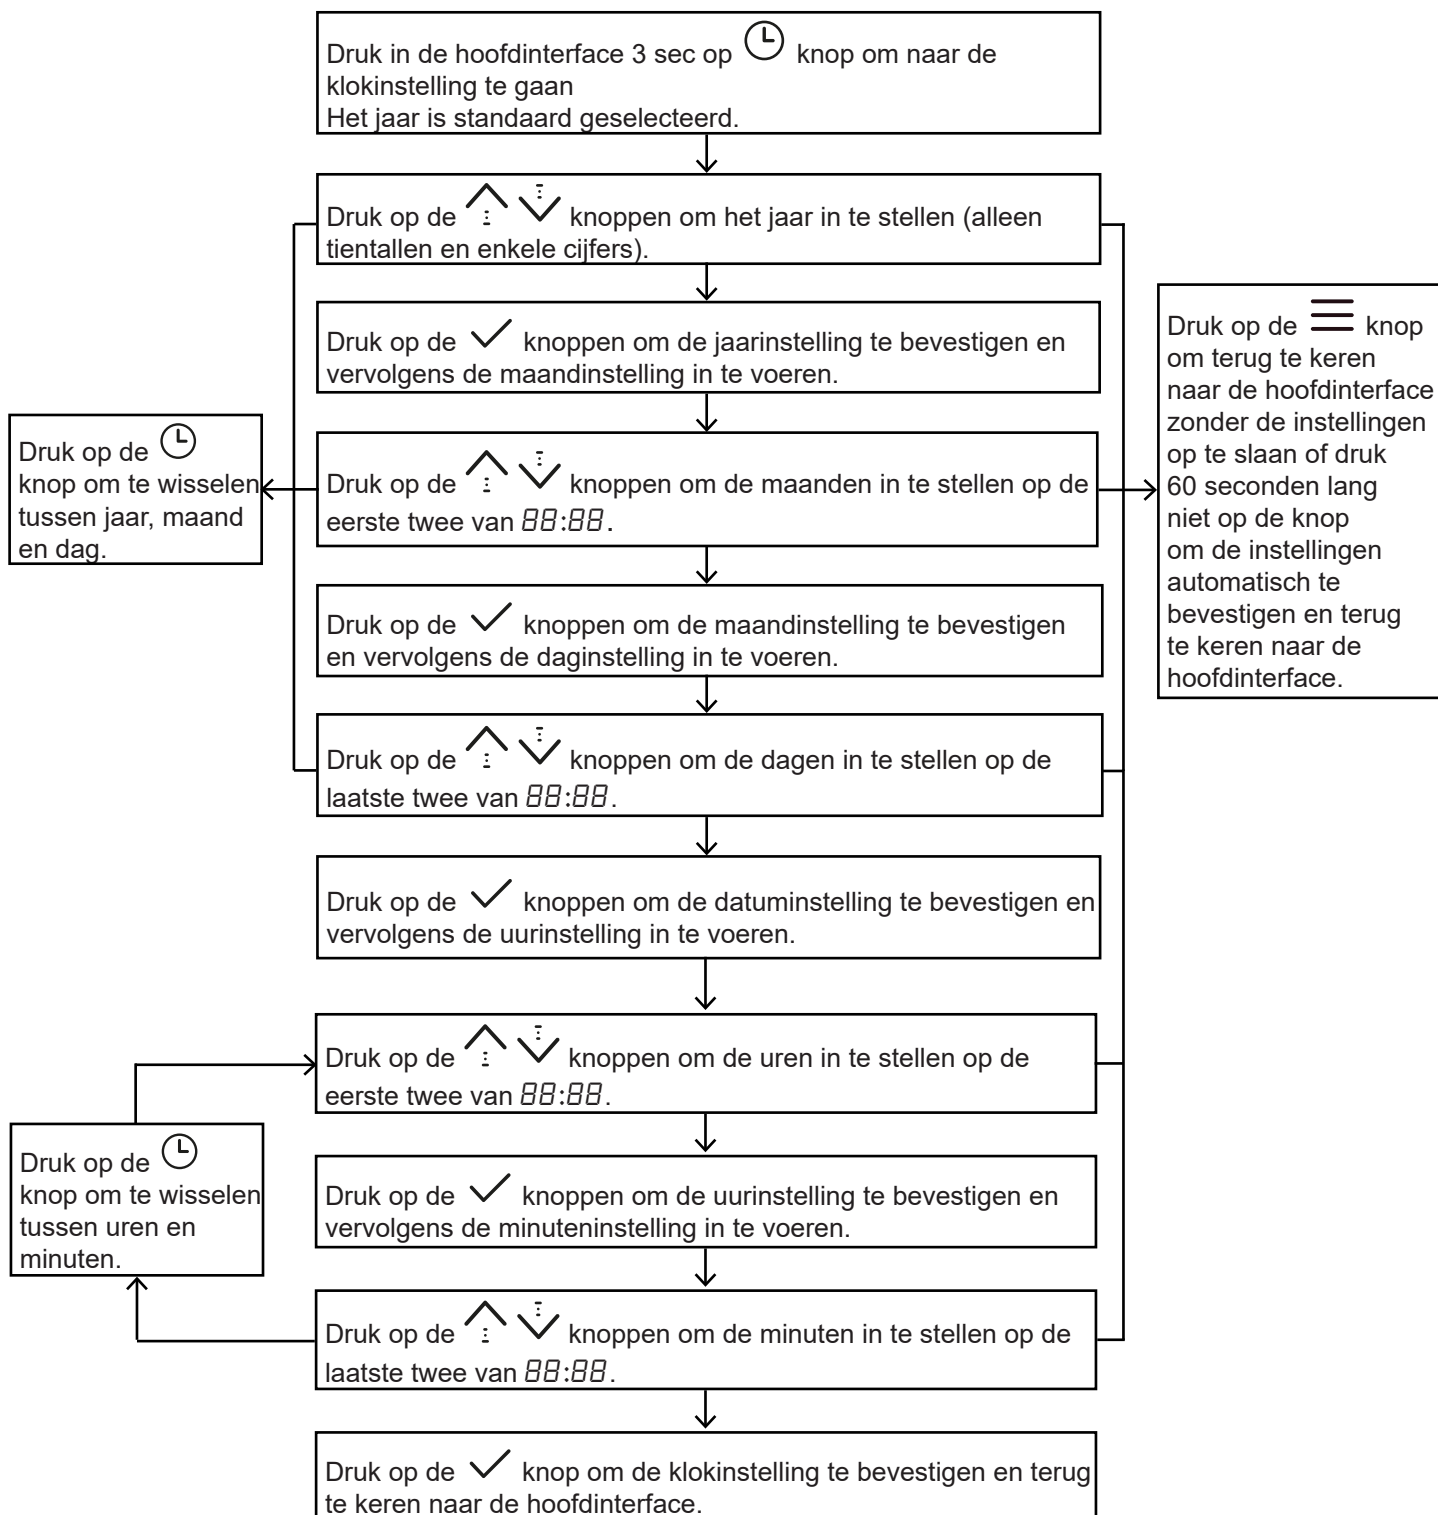 Druk in de hoofdinterface 3 sec op knop om naar de
klokinstelling te gaan
Het jaar is standaard geselecteerd.
Druk op de knoppen om het jaar in te stellen (alleen
tientallen en enkele cijfers).
Druk op de knoppen om de jaarinstelling te bevestigen en
vervolgens de maandinstelling in te voeren.
Druk op de knoppen om de maanden in te stellen op de
eerste twee van 88:88.
Druk op de knoppen om de maandinstelling te bevestigen
en vervolgens de daginstelling in te voeren.
Druk op de knoppen om de dagen in te stellen op de
laatste twee van 88:88.
Druk op de knoppen om de datuminstelling te bevestigen en
vervolgens de uurinstelling in te voeren.
Druk op de knoppen om de uren in te stellen op de
eerste twee van 88:88.
Druk op de knoppen om de uurinstelling te bevestigen en
vervolgens de minuteninstelling in te voeren.
Druk op de knoppen om de minuten in te stellen op de
laatste twee van 88:88.
Druk op de knop om de klokinstelling te bevestigen en terug
te keren naar de hoofdinterface.
Druk op de
knop om te wisselen
tussen jaar, maand
en dag.
Druk op de
knop om te wisselen
tussen uren en
minuten.
Druk op de knop
om terug te keren
naar de hoofdinterface
zonder de instellingen
op te slaan of druk
60 seconden lang
niet op de knop
om de instellingen
automatisch te
bevestigen en terug
te keren naar de
hoofdinterface.